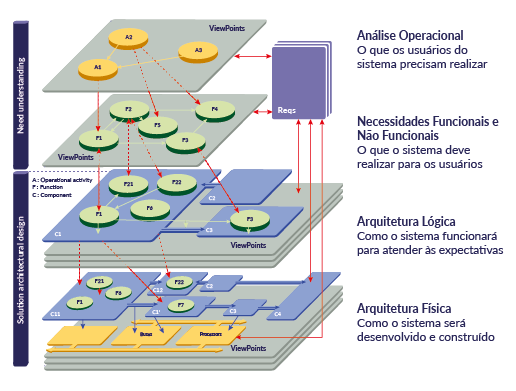 Need understanding
Solution architectural design
ViewPoints
A2
A3
A1
Análise Operacional
O que os usuários do
sistema precisam realizar
Reqs
F2
F4
F5
F1
F3
ViewPoints
Necessidades Funcionais e
Não Funcionais
O que o sistema deve
realizar para os usuários
A : Operational activity
F : Function
C : Component
F21
F22
C2
F1
F6
F3
C1
C3
ViewPoints
Arquitetura Lógica
Como o sistema funcionará
para atender às expectativas
F21
F6
F1
C11
F22
C12
C2
F7
C1'
C3
C4
ViewPoints
Arquitetura Física
Como o sistema será
desenvolvido e construído